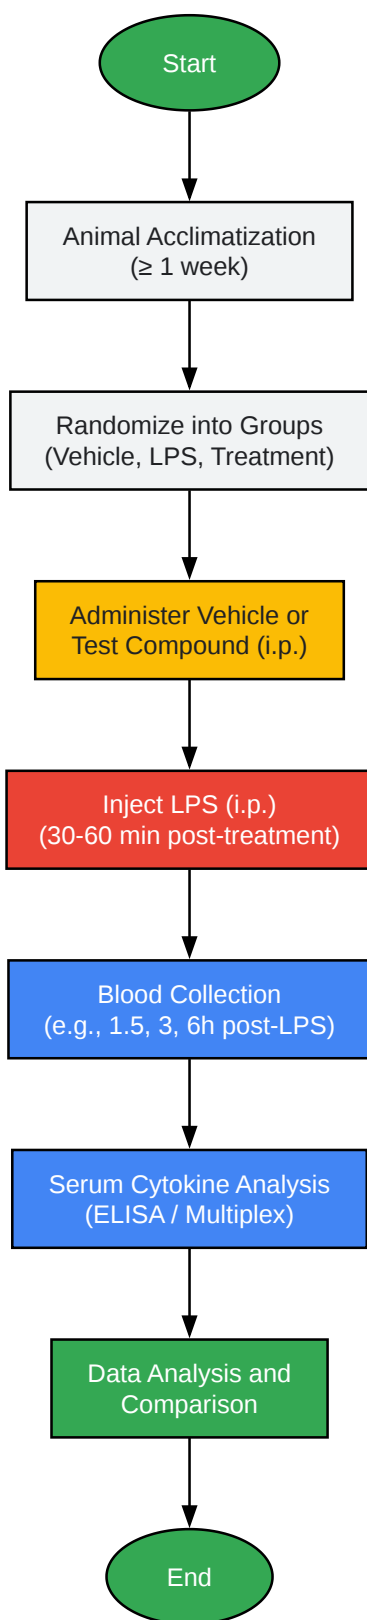 Start
Animal Acclimatization
(≥ 1 week)
Randomize into Groups
(Vehicle, LPS, Treatment)
Administer Vehicle or
Test Compound (i.p.)
Inject LPS (i.p.)
(30-60 min post-treatment)
Blood Collection
(e.g., 1.5, 3, 6h post-LPS)
Serum Cytokine Analysis
(ELISA / Multiplex)
Data Analysis and
Comparison
End